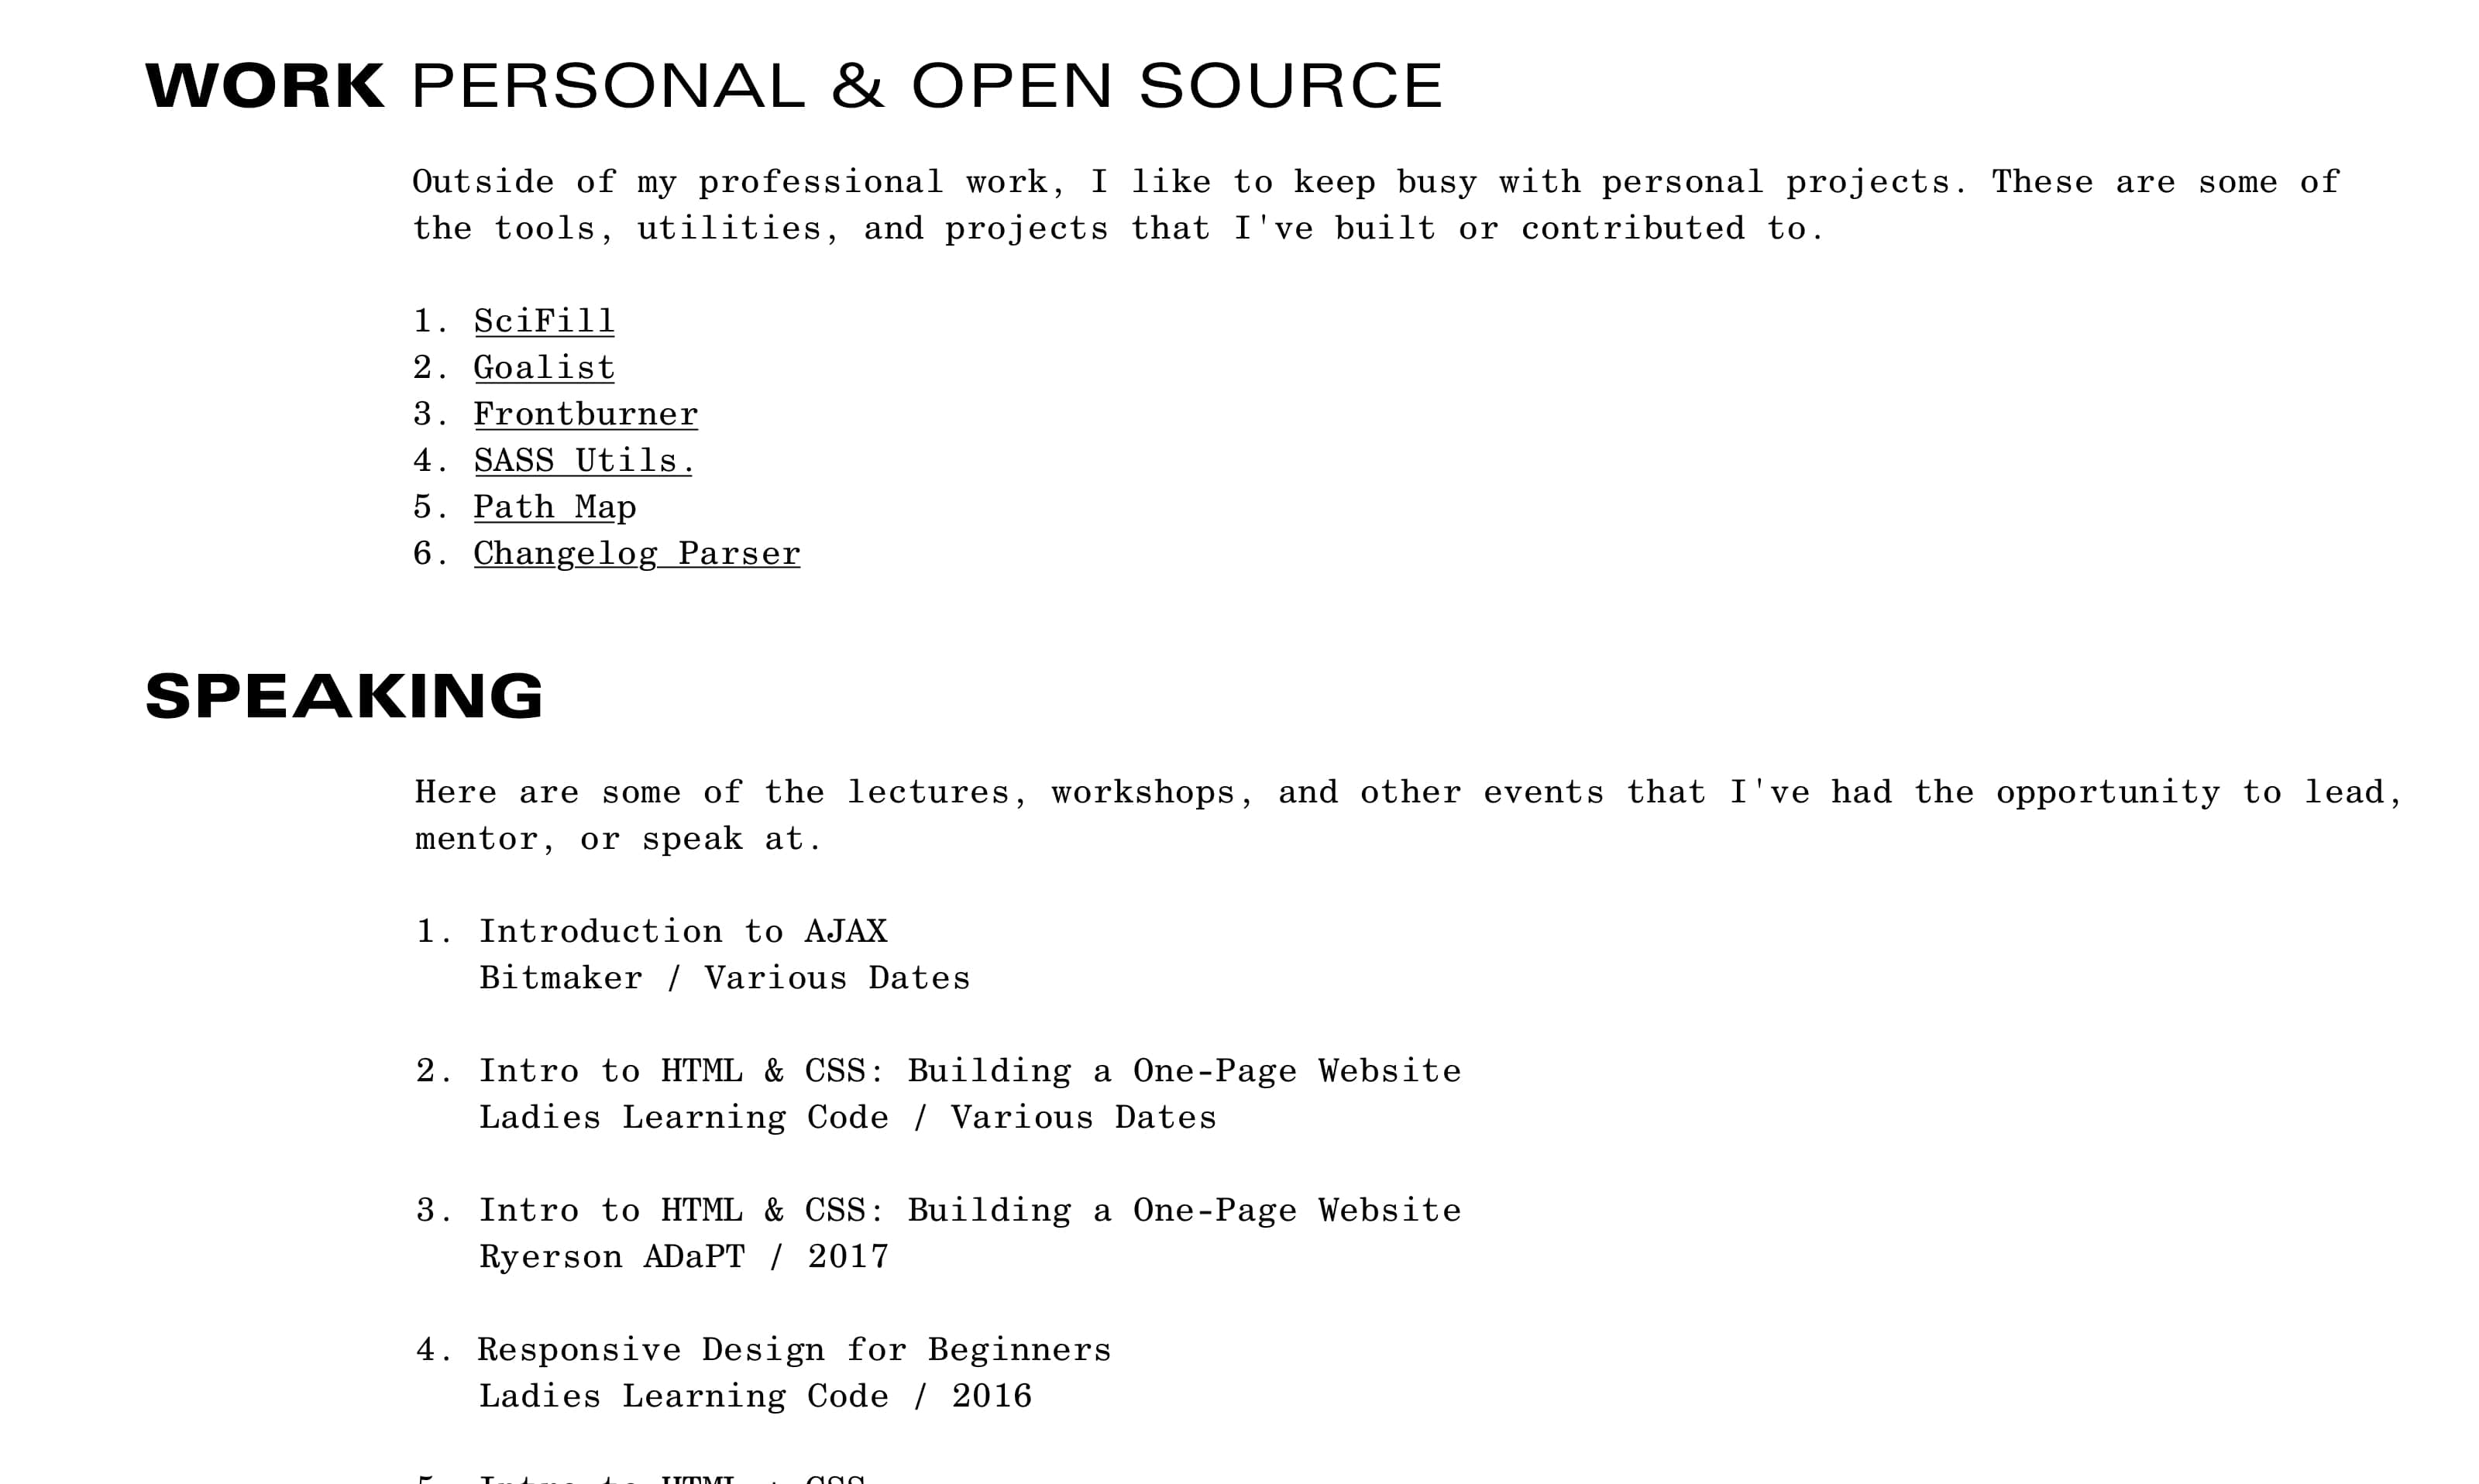 WORK PERSONAL & OPEN SOURCE
Outside of my professional work, I like to keep busy with personal projects. These are some of
the tools, utilities, and projects that I've built or contributed to.
1. SciFill
2. Goalist
3. Frontburner
4. SASS Utils.
5. Path Map
6. Changelog Parser
SPEAKING
Here are some of the lectures, workshops, and other events that I've had the opportunity to lead,
mentor, or speak at.
1. Introduction to AJAX
Bitmaker / Various Dates
2. Intro to HTML & CSS: Building a One-Page Website
Ladies Learning Code / Various Dates
3. Intro to HTML & CSS: Building a One-Page Website
Ryerson ADaPT / 2017
4. Responsive Design for Beginners
Ladies Learning Code / 2016
5. Intro to HTML + CSS